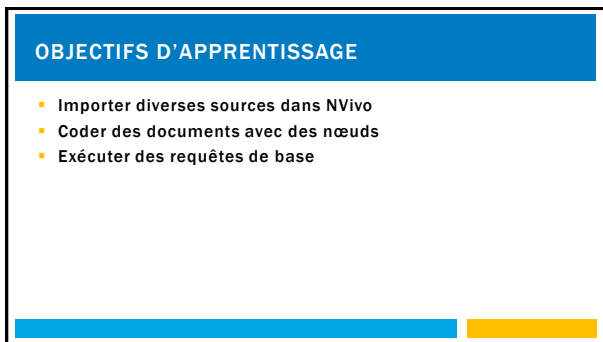 OBJECTIFS D'APPRENTISSAGE
▪ Importer diverses sources dans NVivo
▪ Coder des documents avec des nœuds
▪ Exécuter des requêtes de base